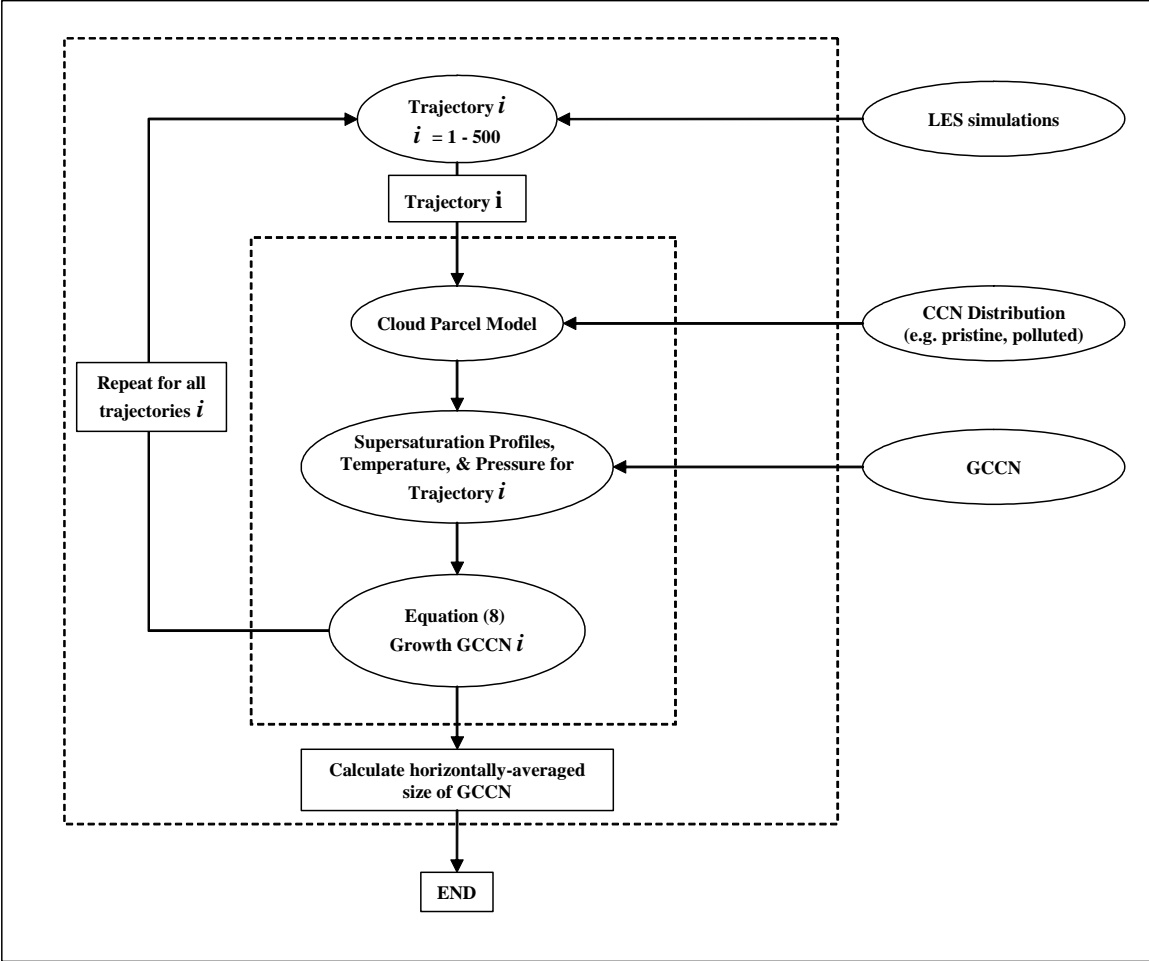 Trajectory i
i = 1 - 500
LES simulations
Trajectory i
Cloud Parcel Model
CCN Distribution
(e.g. pristine, polluted)
Repeat for all
trajectories i
Supersaturation Profiles,
Temperature, & Pressure for
Trajectory i
GCCN
Equation (8)
Growth GCCN i
Calculate horizontally-averaged
size of GCCN
END